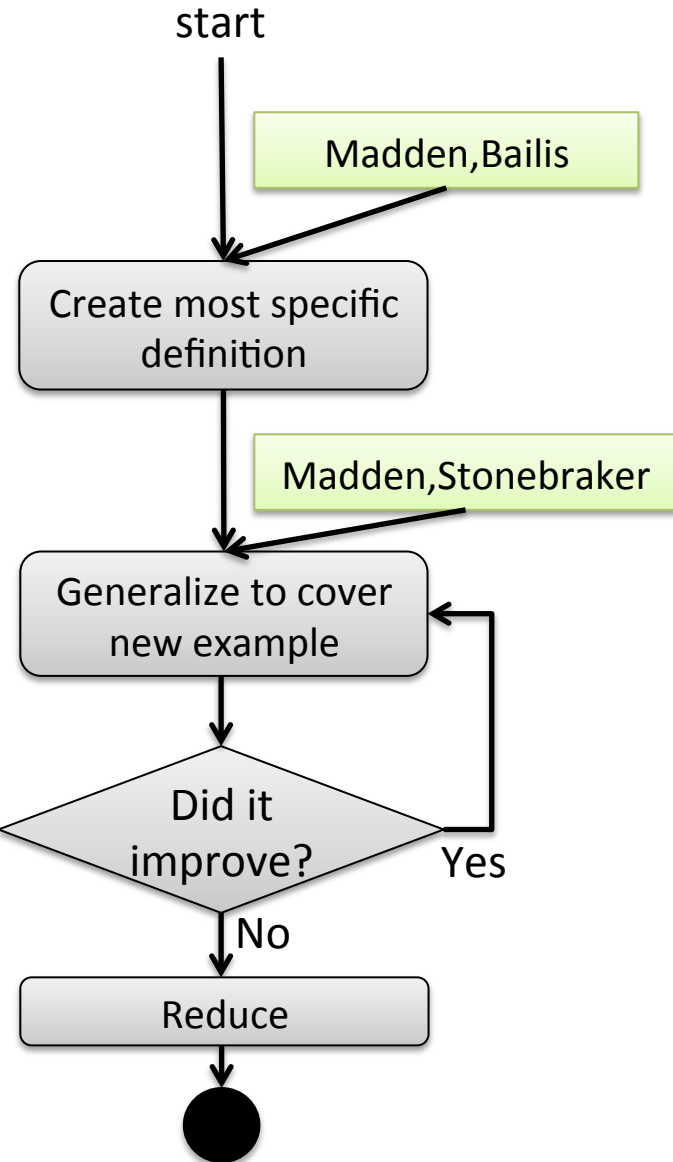 start
Madden,Bailis
Create most specific
definition
Madden,Stonebraker
Generalize to cover
new example
Did it
improve?
Yes
No
Reduce